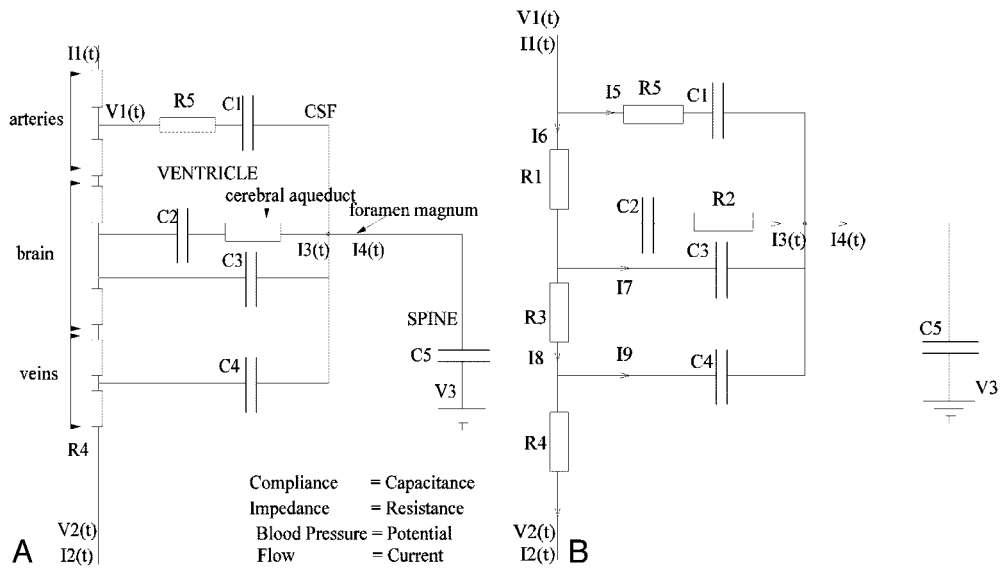 I1(t)
arteries
V1(t)
R5
C1
CSF
VENTRICLE
cerebral aqueduct
foramen magnum
C2
I3(t)
I4(t)
brain
C3
SPINE
C5
C4
veins
V3
R4
Compliance = Capacitance
Impedance = Resistance
Blood Pressure = Potential
Flow = Current
V2(t)
I2(t)
A
V1(t)
I1(t)
I5
R5
C1
I6
R1
C2
R2
I3(t)
I4(t)
C3
I7
R3
C5
I8
I9
C4
V3
R4
V2(t)
I2(t)
B